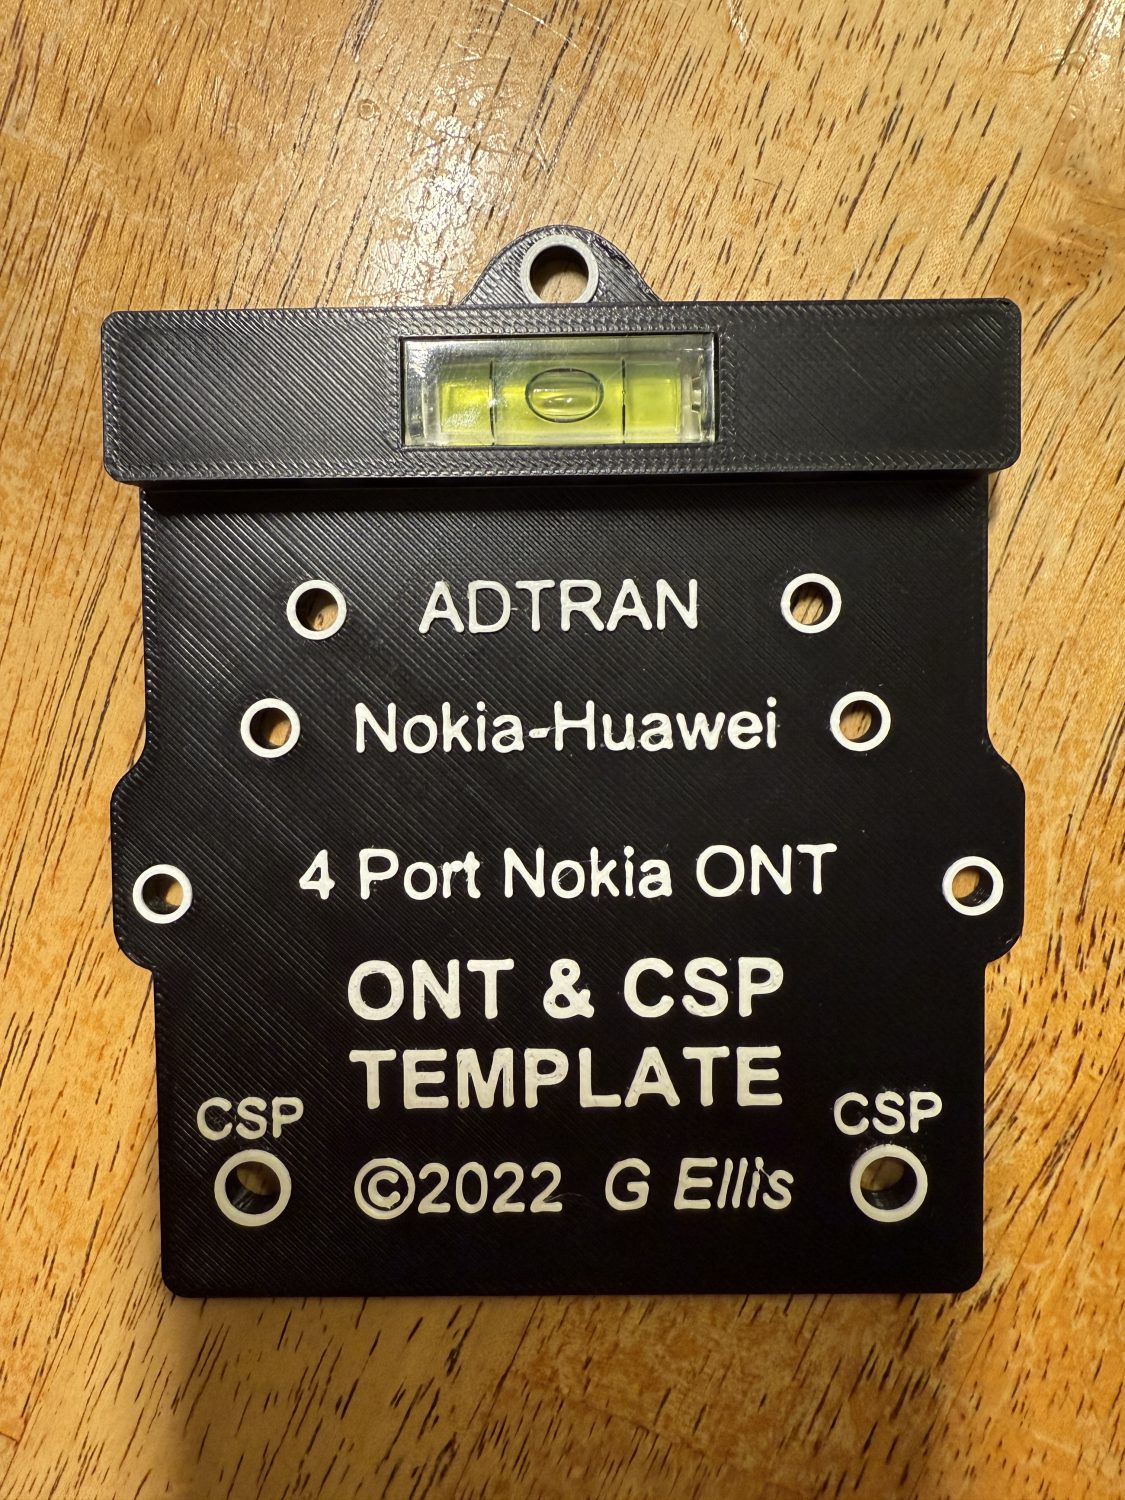 ADTRAN
Nokia-Huawei
4 Port Nokia ONT
ONT & CSP
TEMPLATE
CSP CSP
©2022 G Ellis